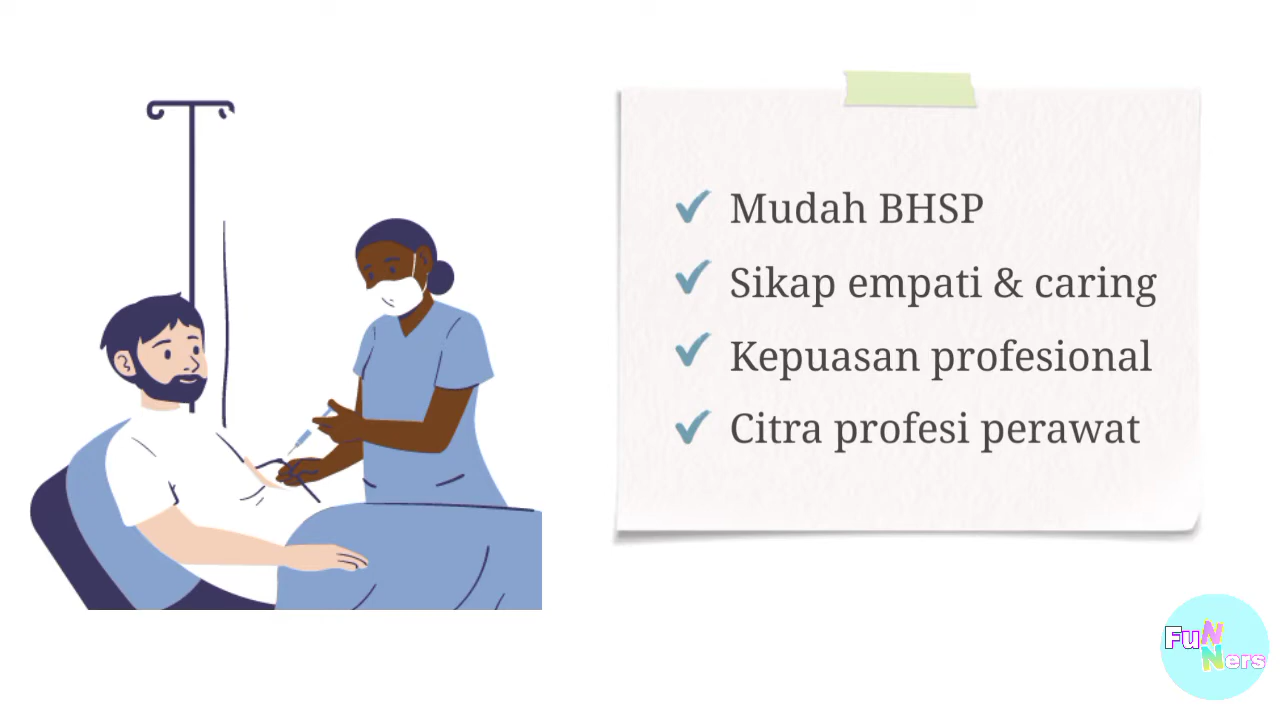 Mudah BHSP
Sikap empati & caring
Kepuasan profesional
Citra profesi perawat
FuN
Ners